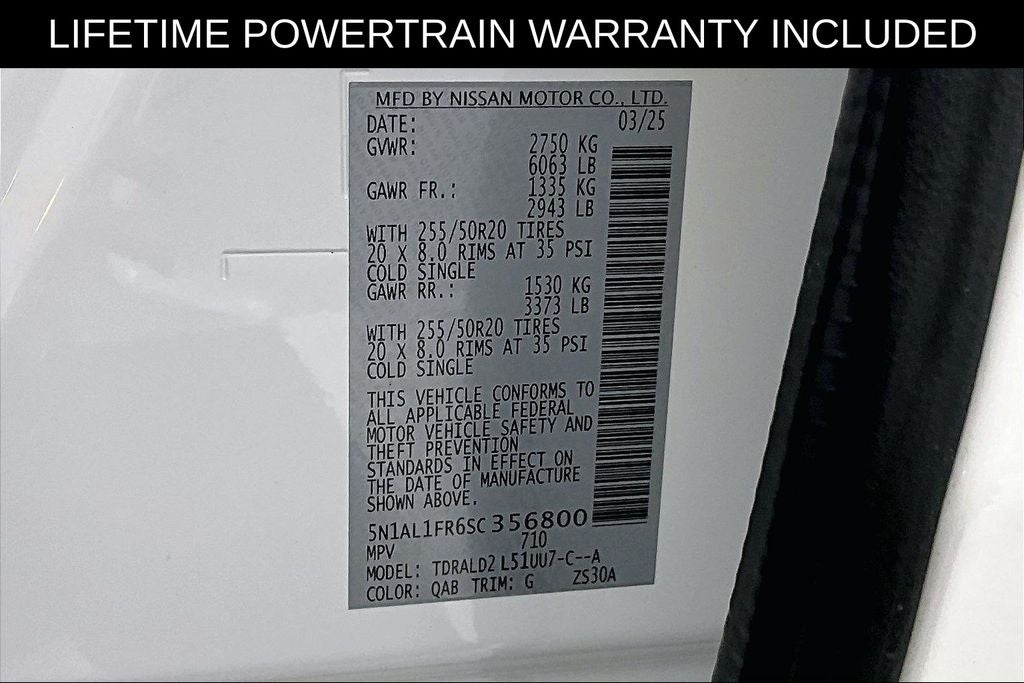 LIFETIME POWERTRAIN WARRANTY INCLUDED
MFD BY NISSAN MOTOR CO., LTD.
DATE: 03/25
GVWR: 2750 KG
6063 LB
GAWR FR.: 1335 KG
2943 LB
WITH 255/50R20 TIRES
20 X 8.0 RIMS AT 35 PSI
COLD SINGLE
GAWR RR.: 1530 KG
3373 LB
WITH 255/50R20 TIRES
20 X 8.0 RIMS AT 35 PSI
COLD SINGLE
THIS VEHICLE CONFORMS TO
ALL APPLICABLE FEDERAL
MOTOR VEHICLE SAFETY AND
THEFT PREVENTION
STANDARDS IN EFFECT ON
THE DATE OF MANUFACTURE
SHOWN ABOVE.
5N1AL1FR6SC 356800
MPV 710
MODEL: TDRALD2 L51UU7-C--A
COLOR: QAB TRIM: G ZS30A